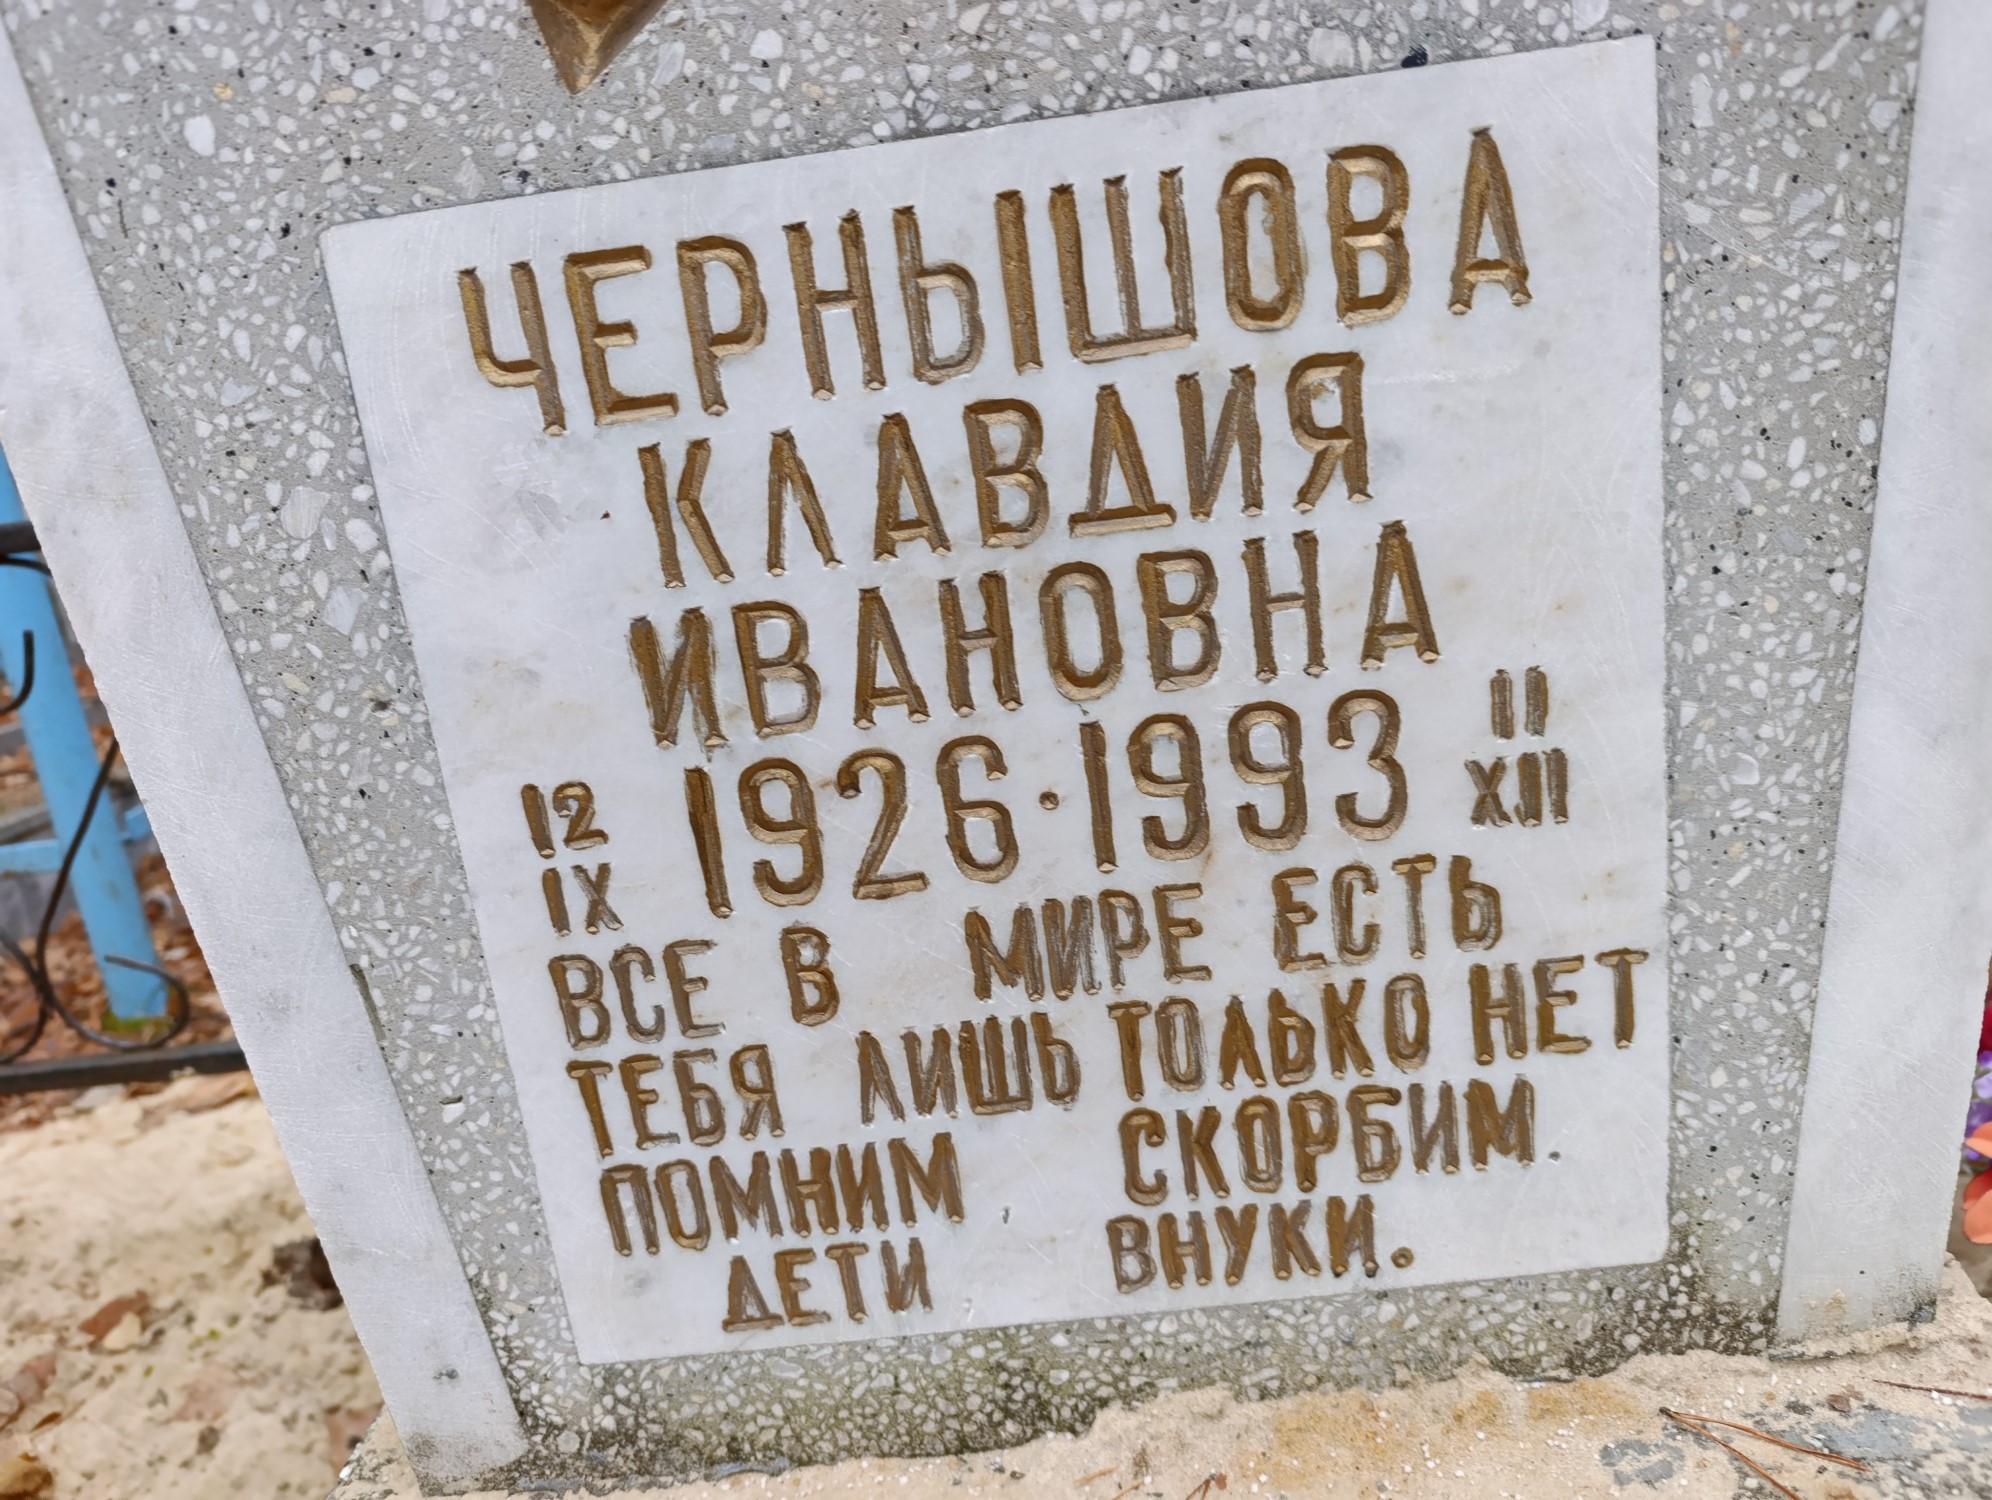 ЧЕРНЫШОВА
КЛАВДИЯ
ИВАНОВНА
12 IX 1926 · 1993 11 XII
ВСЕ В МИРЕ ЕСТЬ
ТЕБЯ ЛИШЬ ТОЛЬКО НЕТ
ПОМНИМ, СКОРБИМ.
ДЕТИ ВНУКИ.